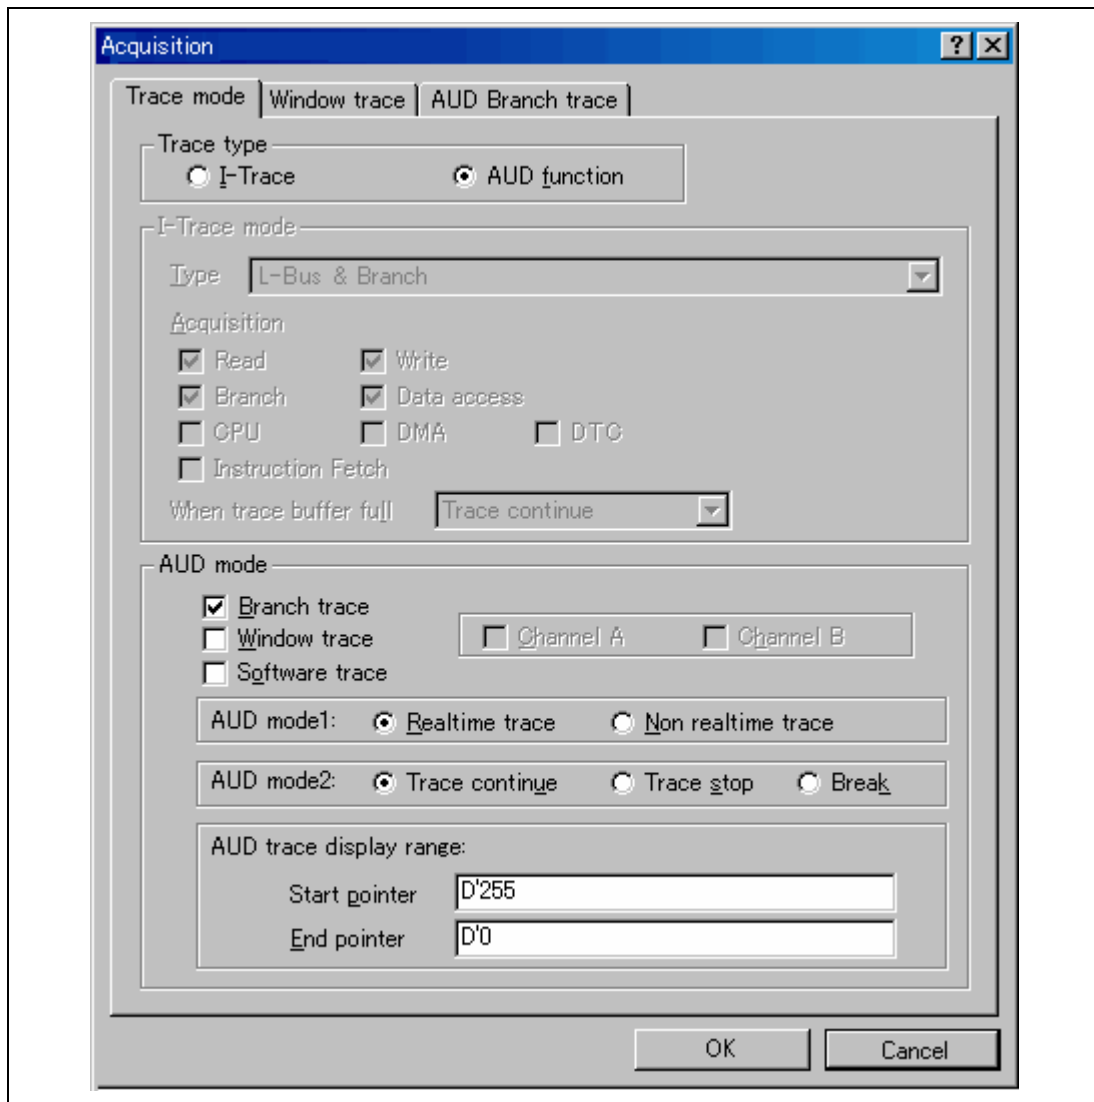 Acquisition
Trace mode Window trace AUD Branch trace
Trace type
I-Trace AUD function
I-Trace mode
Type L-Bus & Branch
Acquisition
Read Write
Branch Data access
CPU DMA DTC
Instruction Fetch
When trace buffer full Trace continue
AUD mode
Branch trace
Window trace Channel A Channel B
Software trace
AUD mode1: Realtime trace Non realtime trace
AUD mode2: Trace continue Trace stop Break
AUD trace display range:
Start pointer D'255
End pointer D'0
OK Cancel